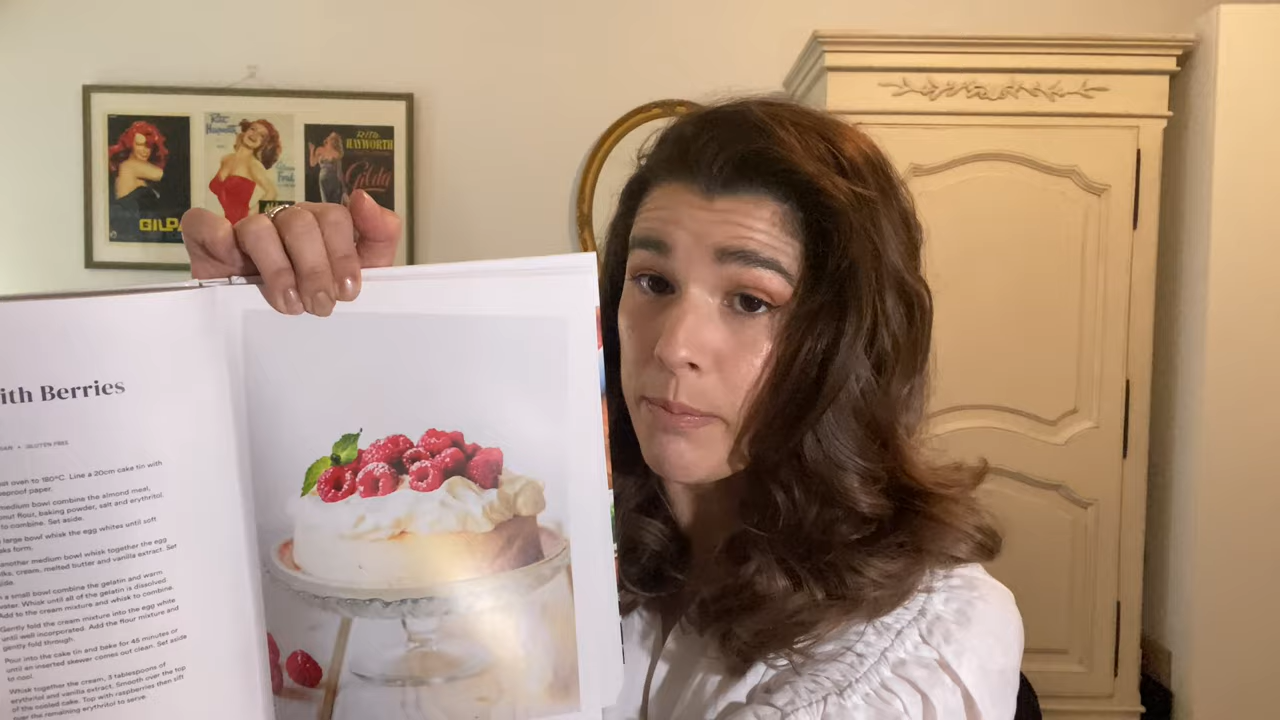 GILDA
Rita
Hayworth
Ford
RITA
HAYWORTH
Gilda
ith Berries
GLUTEN FREE
oven to 180°C. Line a 20cm cake tin with
proof paper.
medium bowl combine the almond meal,
nut flour, baking powder, salt and erythritol.
to combine. Set aside.
large bowl whisk the egg whites until soft
ks form.
another medium bowl whisk together the egg
lks, cream, melted butter and vanilla extract. Set
side.
a small bowl combine the gelatin and warm
water. Whisk until all of the gelatin is dissolved.
Add to the cream mixture and whisk to combine.
Gently fold the cream mixture into the egg white
until well incorporated. Add the flour mixture and
gently fold through.
Pour into the cake tin and bake for 45 minutes or
until an inserted skewer comes out clean. Set aside
to cool.
Whisk together the cream, 3 tablespoons of
erythritol and vanilla extract. Smooth over the top
of the cooled cake. Top with raspberries then sift
over the remaining erythritol to serve.